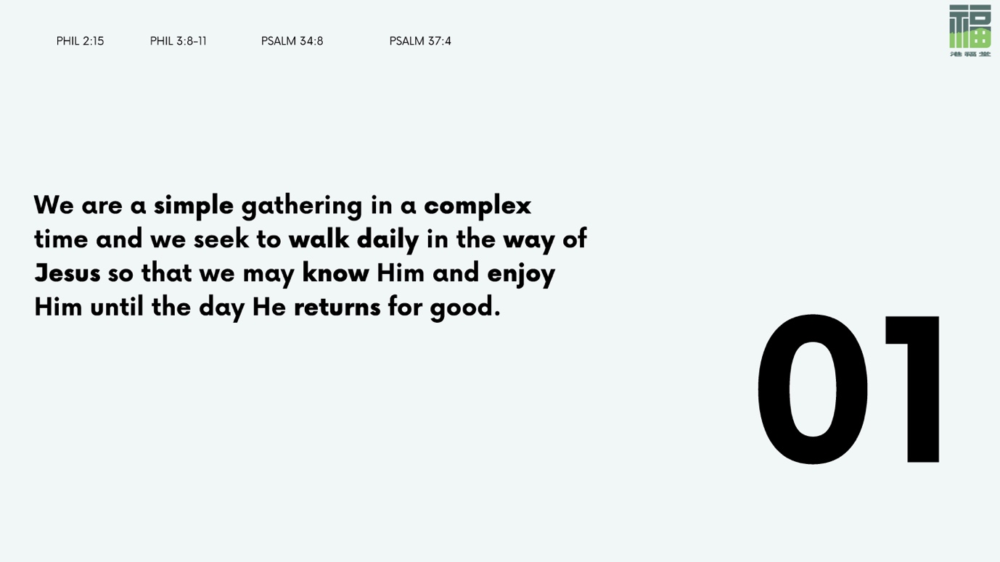 PHIL 2:15 PHIL 3:8-11 PSALM 34:8 PSALM 37:4
福
港福堂
We are a simple gathering in a complex
time and we seek to walk daily in the way of
Jesus so that we may know Him and enjoy
Him until the day He returns for good.
01